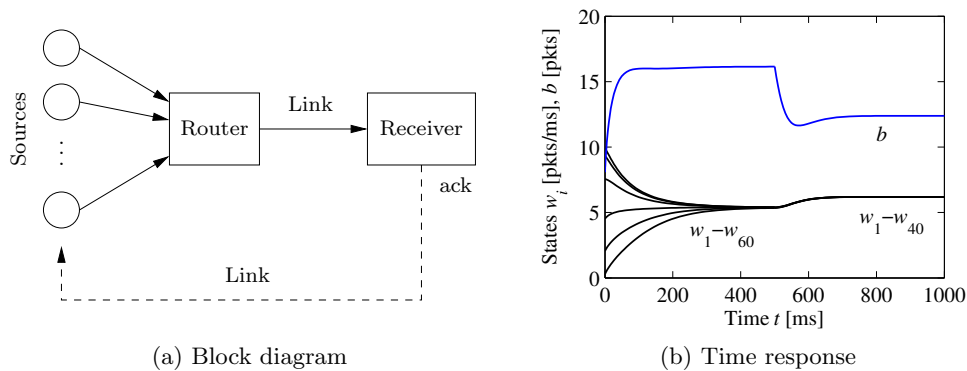 Sources
...
Router
Link
Receiver
ack
Link
(a) Block diagram
States w_i [pkts/ms], b [pkts]
20
15
10
5
0
b
w_1–w_60
w_1–w_40
0 200 400 600 800 1000
Time t [ms]
(b) Time response